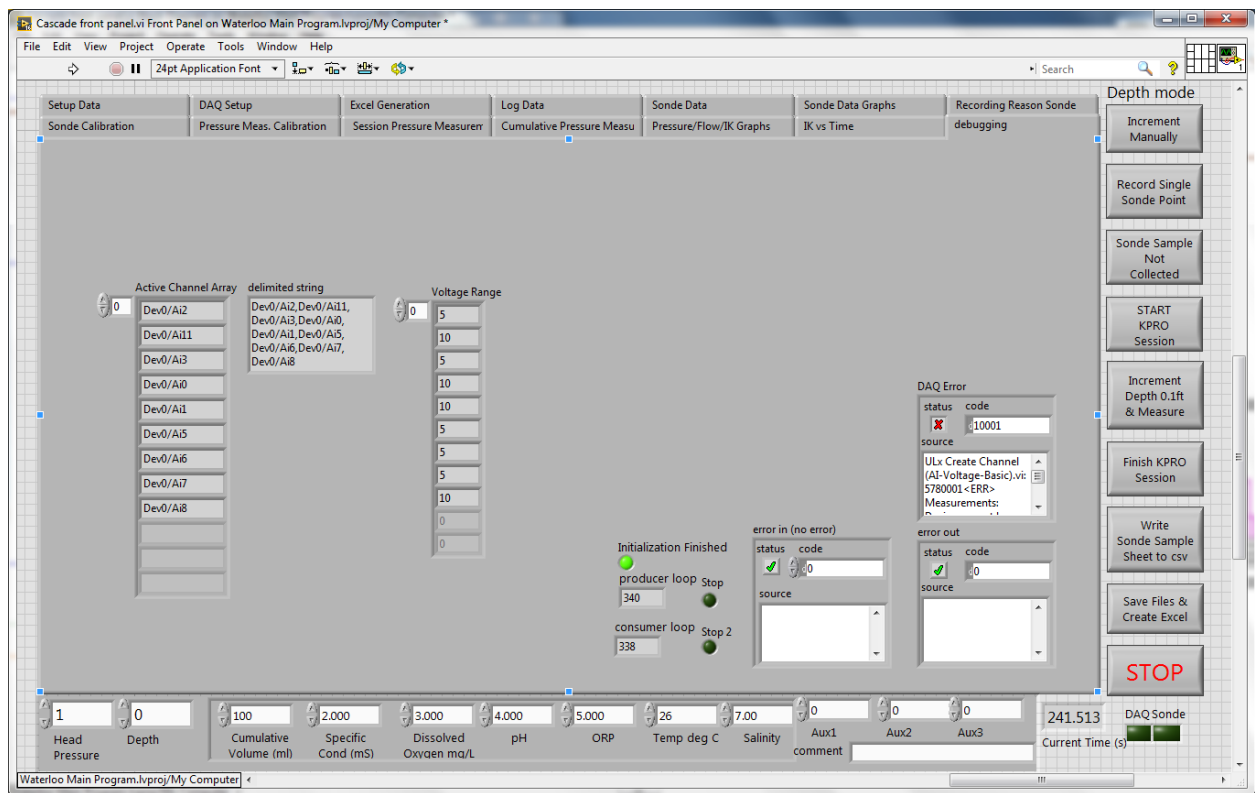 Cascade front panel.vi Front Panel on Waterloo Main Program.lvproj/My Computer *
File Edit View Project Operate Tools Window Help
24pt Application Font
Search
1
Setup Data
DAQ Setup
Excel Generation
Log Data
Sonde Data
Sonde Data Graphs
Recording Reason Sonde
Sonde Calibration
Pressure Meas. Calibration
Session Pressure Measurem
Cumulative Pressure Measu
Pressure/Flow/IK Graphs
IK vs Time
debugging
Depth mode
Increment
Manually
Record Single
Sonde Point
Sonde Sample
Not
Collected
START
KPRO
Session
Increment
Depth 0.1ft
& Measure
Finish KPRO
Session
Write
Sonde Sample
Sheet to csv
Save Files &
Create Excel
STOP
DAQ Sonde
Active Channel Array
0
Dev0/Ai2
Dev0/Ai11
Dev0/Ai3
Dev0/Ai0
Dev0/Ai1
Dev0/Ai5
Dev0/Ai6
Dev0/Ai7
Dev0/Ai8
delimited string
Dev0/Ai2,Dev0/Ai11,
Dev0/Ai3,Dev0/Ai0,
Dev0/Ai1,Dev0/Ai5,
Dev0/Ai6,Dev0/Ai7,
Dev0/Ai8
Voltage Range
0
5
10
5
10
10
5
5
5
10
0
0
DAQ Error
status code
10001
source
ULx Create Channel
(AI-Voltage-Basic).vi:
5780001<ERR>
Measurements:
Initialization Finished
producer loop Stop
340
consumer loop Stop 2
338
error in (no error)
status code
0
source
error out
status code
0
source
1
Head
Pressure
0
Depth
100
Cumulative
Volume (ml)
2.000
Specific
Cond (mS)
3.000
Dissolved
Oxygen mg/L
4.000
pH
5.000
ORP
26
Temp deg C
7.00
Salinity
0
Aux1
0
Aux2
0
Aux3
comment
241.513
Current Time (s)
Waterloo Main Program.lvproj/My Computer